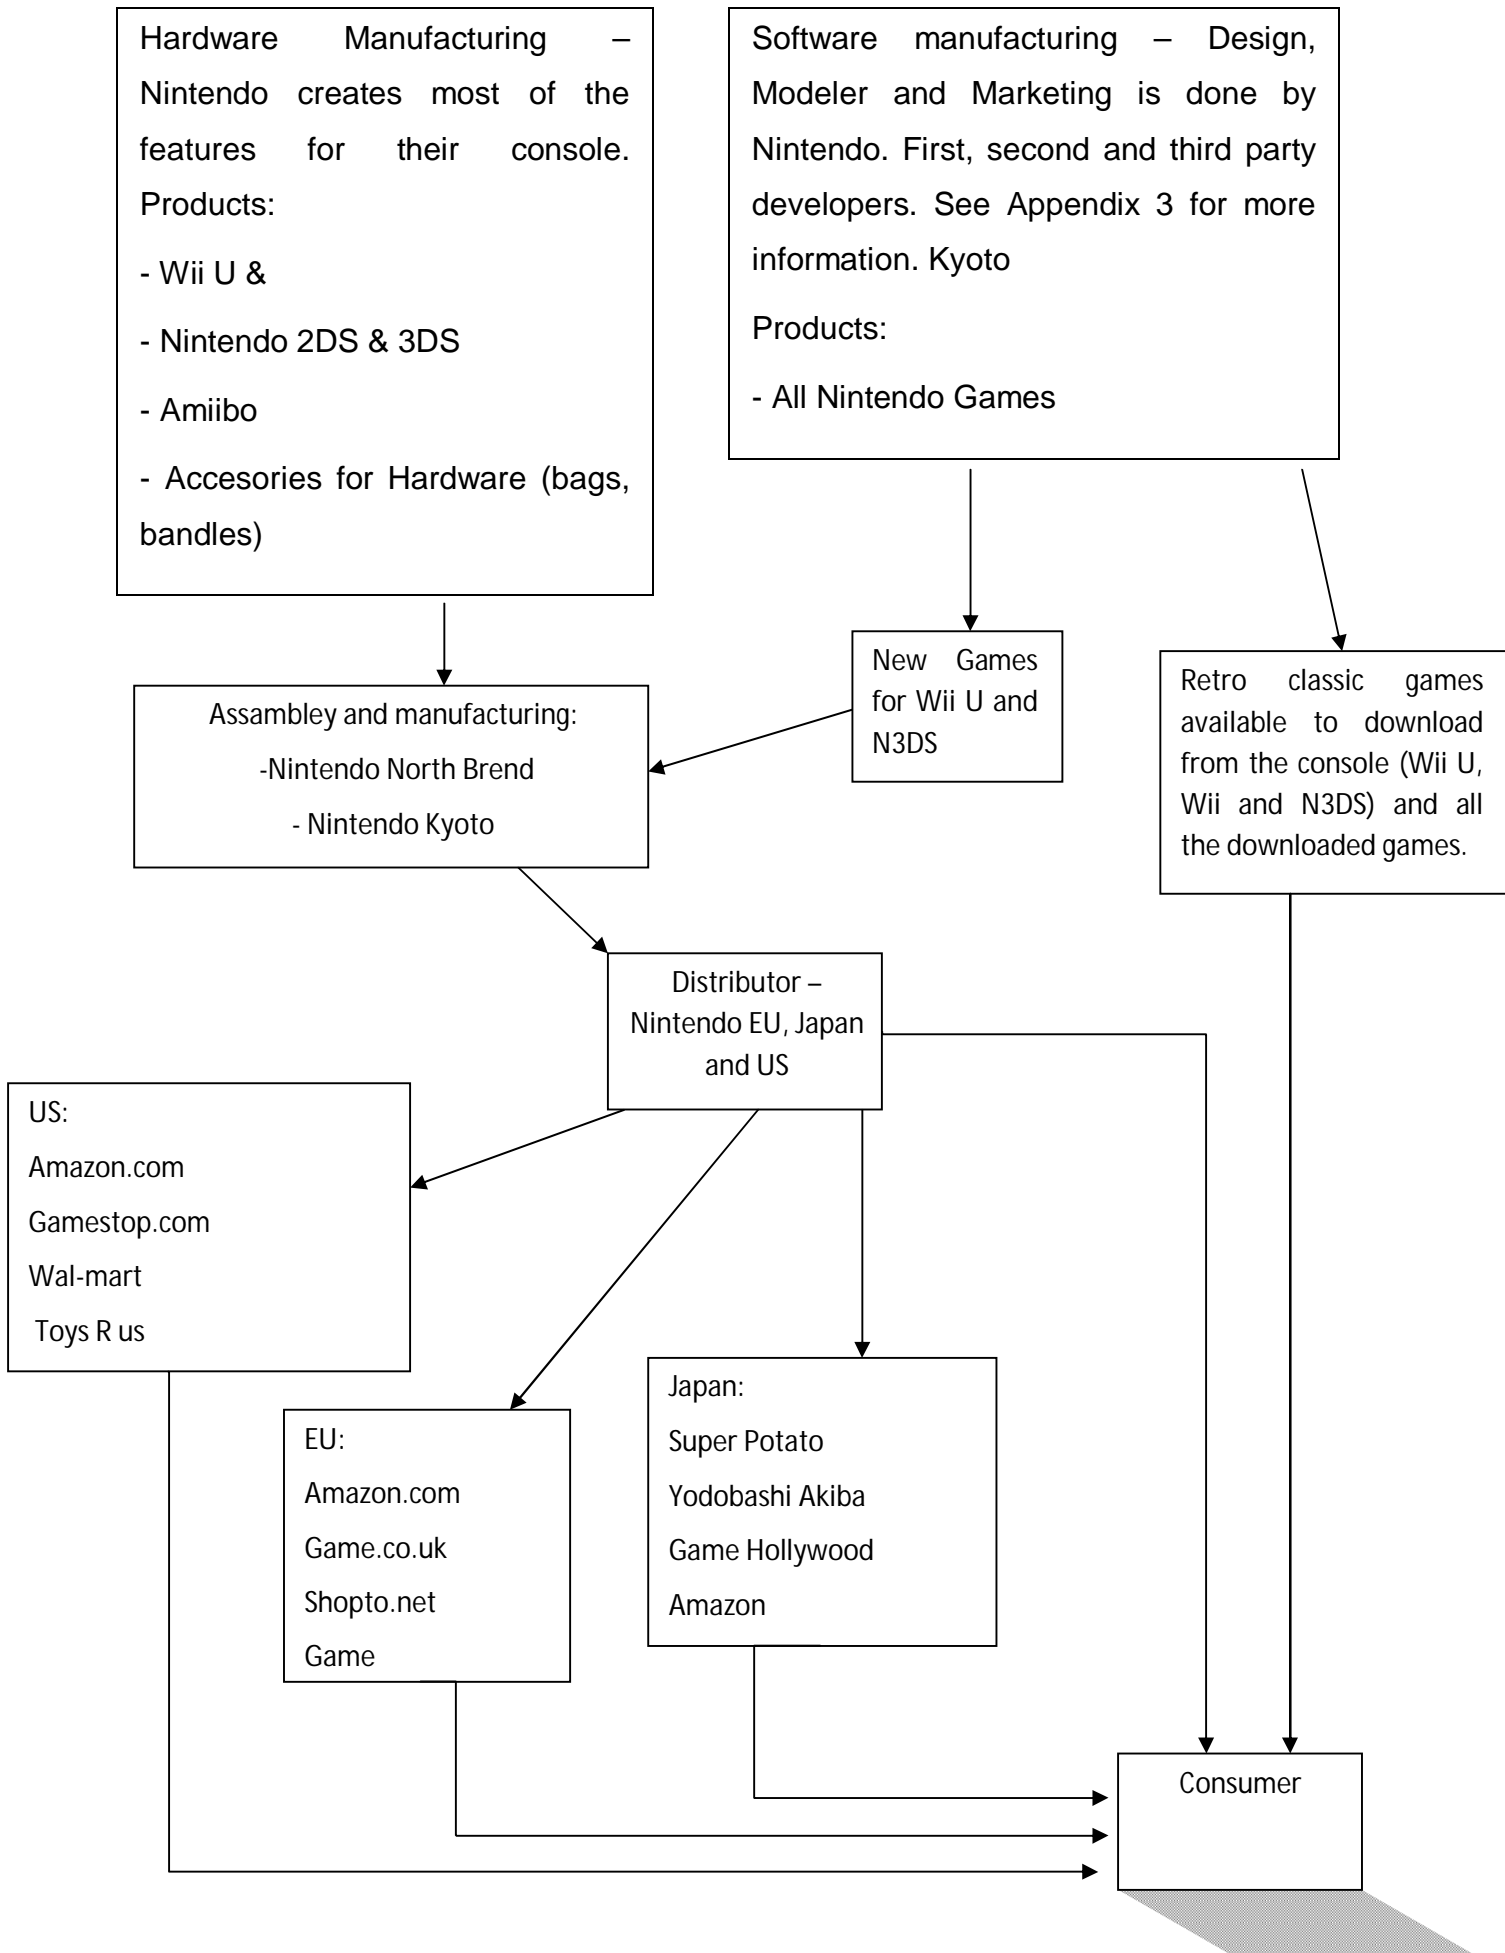 Hardware Manufacturing –
Nintendo creates most of the
features for their console.
Products:
- Wii U &
- Nintendo 2DS & 3DS
- Amiibo
- Accesories for Hardware (bags,
bandles)
Software manufacturing – Design,
Modeler and Marketing is done by
Nintendo. First, second and third party
developers. See Appendix 3 for more
information. Kyoto
Products:
- All Nintendo Games
New Games
for Wii U and
N3DS
Retro classic games
available to download
from the console (Wii U,
Wii and N3DS) and all
the downloaded games.
Assambley and manufacturing:
-Nintendo North Brend
- Nintendo Kyoto
Distributor –
Nintendo EU, Japan
and US
US:
Amazon.com
Gamestop.com
Wal-mart
Toys R us
EU:
Amazon.com
Game.co.uk
Shopto.net
Game
Japan:
Super Potato
Yodobashi Akiba
Game Hollywood
Amazon
Consumer